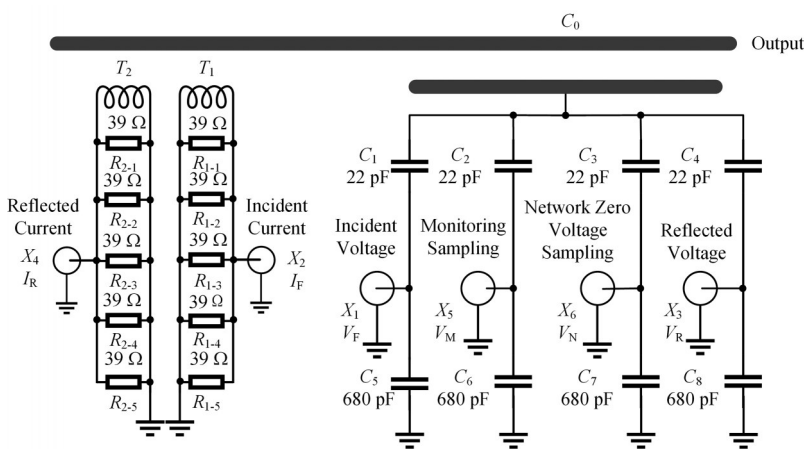 C0
Output
T2
T1
39 Ω
39 Ω
R2-1
R1-1
39 Ω
39 Ω
R2-2
R1-2
39 Ω
39 Ω
R2-3
R1-3
39 Ω
39 Ω
R2-4
R1-4
39 Ω
39 Ω
R2-5
R1-5
Reflected
Current
X4
IR
Incident
Current
X2
IF
C1
22 pF
C2
22 pF
C3
22 pF
C4
22 pF
Incident
Voltage
Monitoring
Sampling
Network Zero
Voltage
Sampling
Reflected
Voltage
X1
VF
X5
VM
X6
VN
X3
VR
C5
680 pF
C6
680 pF
C7
680 pF
C8
680 pF